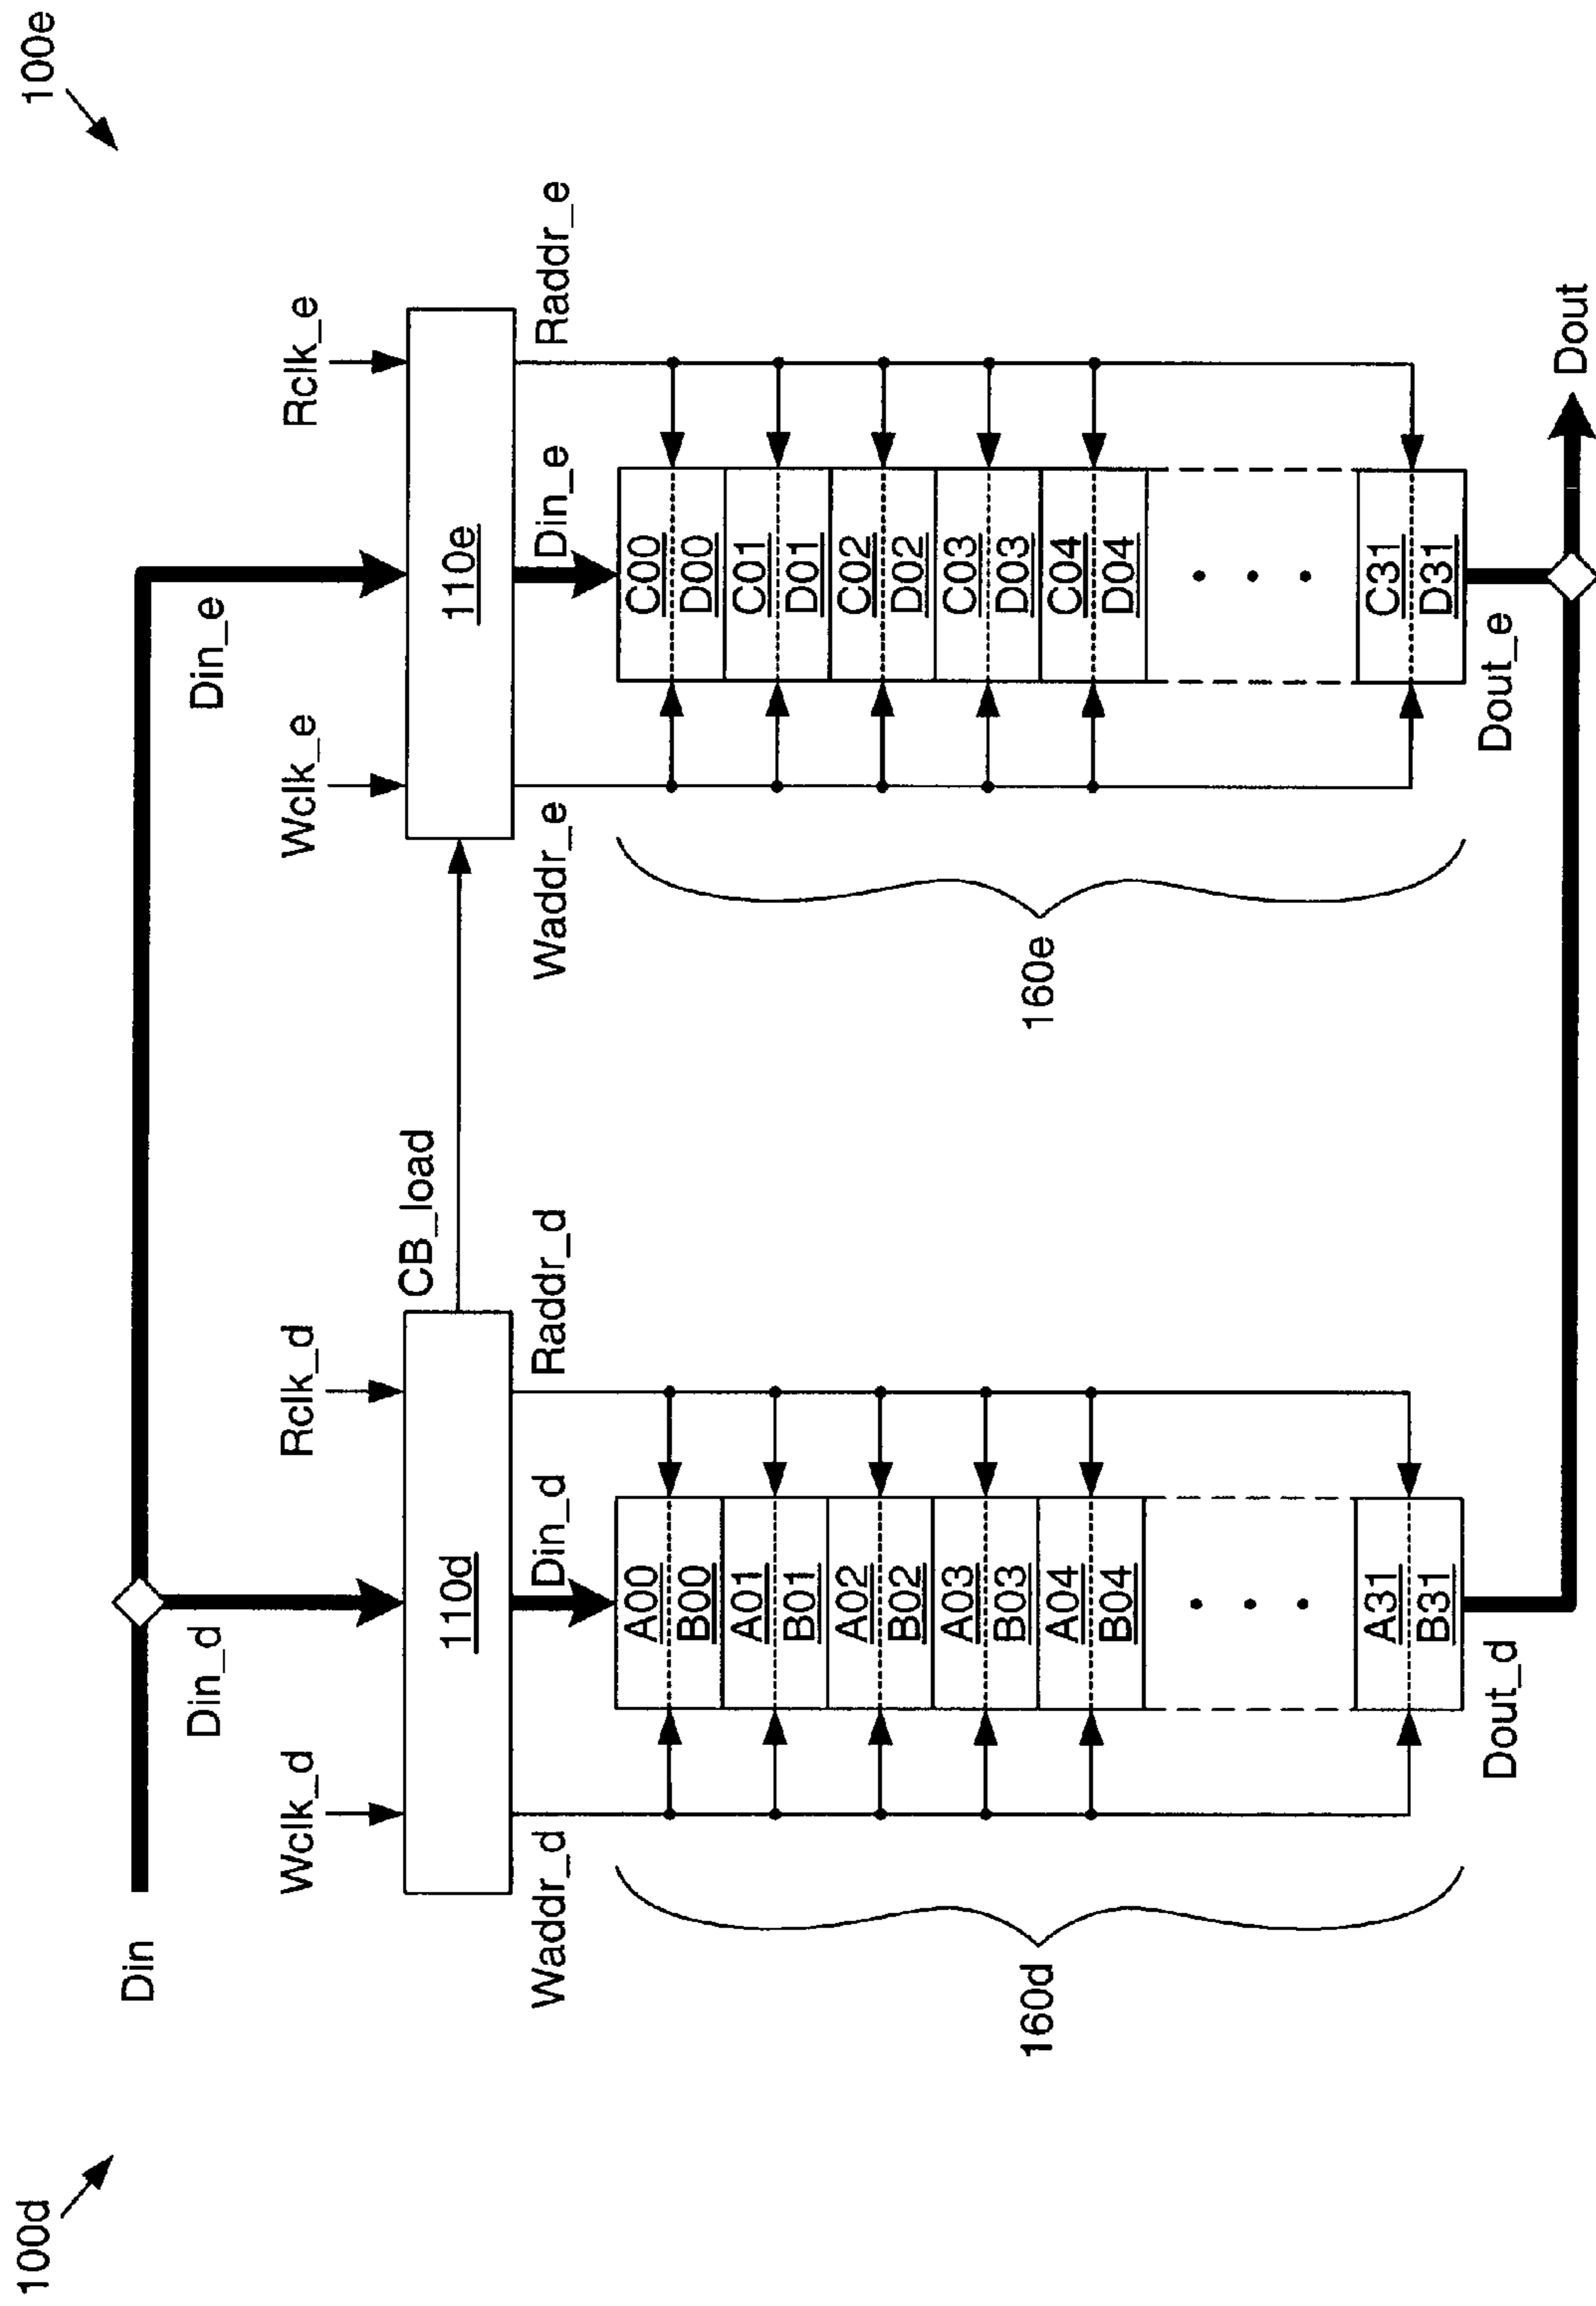 100d
100e
Din
Din_d
Din_e
Wclk_d
Rclk_d
Wclk_e
Rclk_e
110d
CB_load
110e
Waddr_d
Din_d
Raddr_d
Waddr_e
Din_e
Raddr_e
160d
A00
B00
A01
B01
A02
B02
A03
B03
A04
B04
A31
B31
160e
C00
D00
C01
D01
C02
D02
C03
D03
C04
D04
C31
D31
Dout_d
Dout_e
Dout